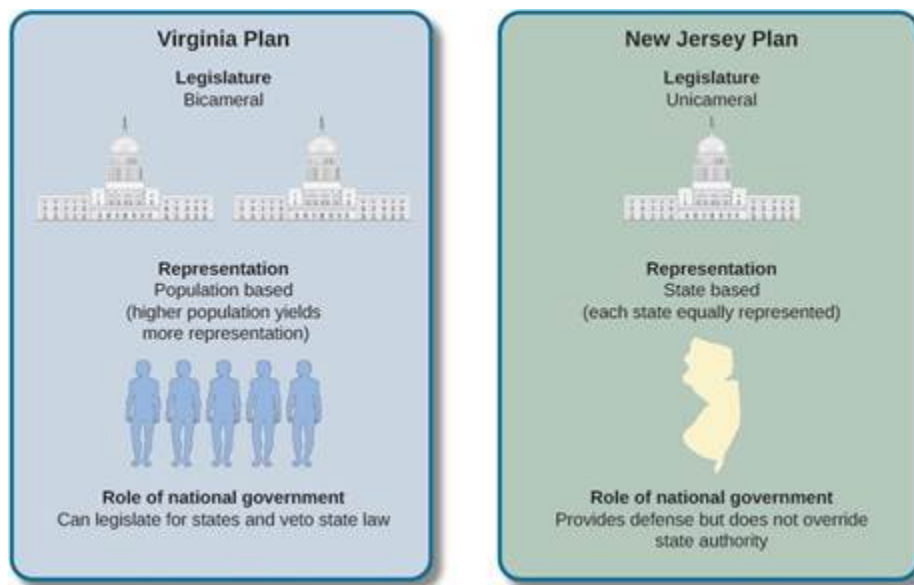 Virginia Plan
Legislature
Bicameral
Representation
Population based
(higher population yields
more representation)
Role of national government
Can legislate for states and veto state law
New Jersey Plan
Legislature
Unicameral
Representation
State based
(each state equally represented)
Role of national government
Provides defense but does not override
state authority